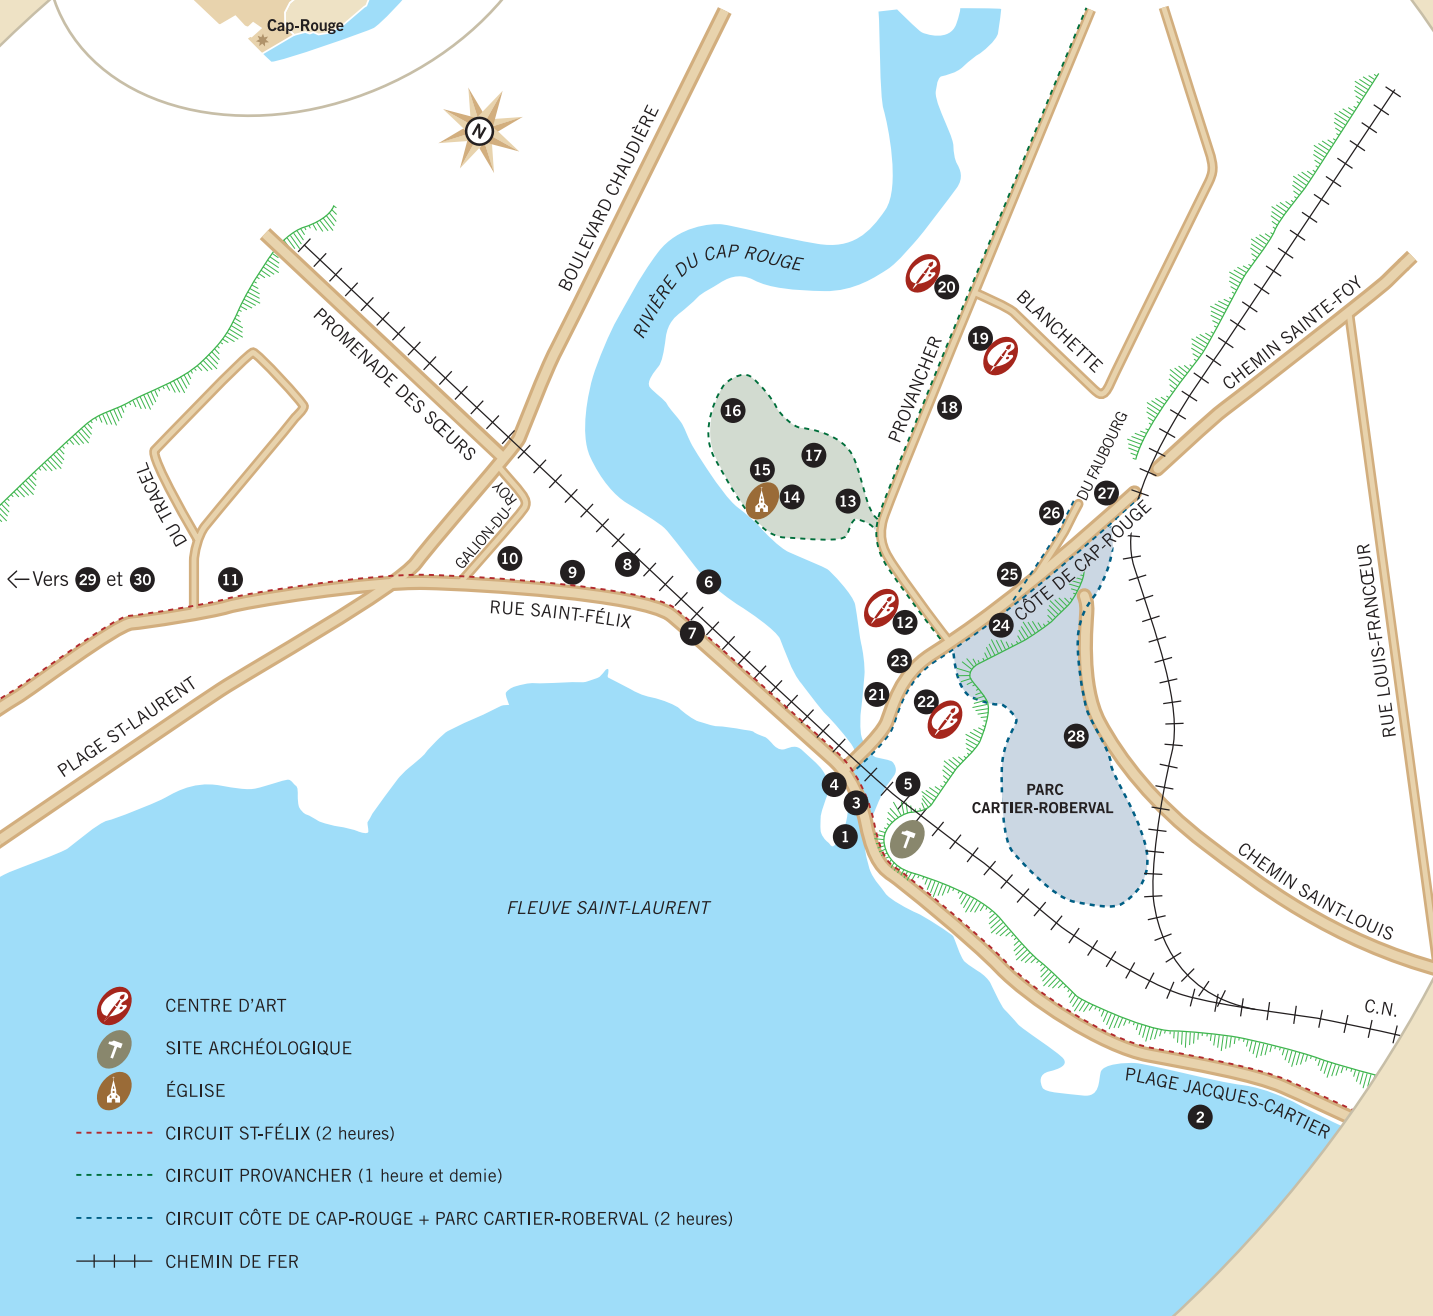 Cap-Rouge
N
BOULEVARD CHAUDIÈRE
RIVIÈRE DU CAP ROUGE
20
BLANCHETTE
19
CHEMIN SAINTE-FOY
PROMENADE DES SŒURS
PROVANCHER
18
16
17
15
14
13
DU FAUBOURG
27
26
DU TRACEL
GALION-DU-ROY
← Vers 29 et 30
11
10
9
8
6
25
CÔTE DE CAP-ROUGE
24
12
RUE SAINT-FÉLIX
7
23
21
22
RUE LOUIS-FRANCŒUR
PLAGE ST-LAURENT
28
4
5
3
1
PARC
CARTIER-ROBERVAL
CHEMIN SAINT-LOUIS
FLEUVE SAINT-LAURENT
C.N.
PLAGE JACQUES-CARTIER
2
CENTRE D'ART
SITE ARCHÉOLOGIQUE
ÉGLISE
CIRCUIT ST-FÉLIX (2 heures)
CIRCUIT PROVANCHER (1 heure et demie)
CIRCUIT CÔTE DE CAP-ROUGE + PARC CARTIER-ROBERVAL (2 heures)
CHEMIN DE FER